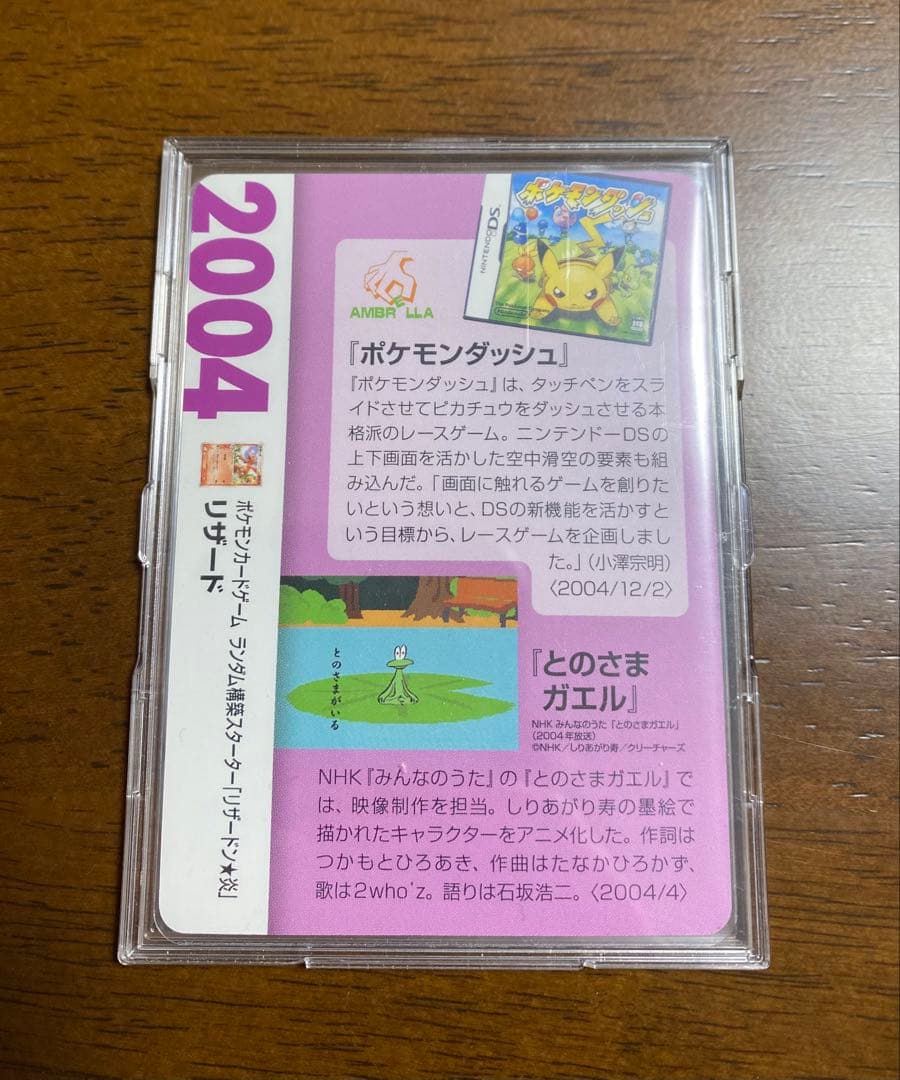 2004
ポケモンカードゲーム ランダム構築スターター「リザードン★炎」
リザード
ポケモンダッシュ
NINTENDO DS
Nintendo
AMBRELLA
『ポケモンダッシュ』
『ポケモンダッシュ』は、タッチペンをスラ
イドさせてピカチュウをダッシュさせる本
格派のレースゲーム。ニンテンドーDSの
上下画面を活かした空中滑空の要素も組
み込んだ。「画面に触れるゲームを創りた
いという想いと、DSの新機能を活かすと
いう目標から、レースゲームを企画しまし
た。」（小澤宗明）
〈2004/12/2〉
とのさまがいる
『とのさま
ガエル』
NHK みんなのうた 「とのさまガエル」
（2004年放送）
©NHK／しりあがり寿／クリーチャーズ
NHK『みんなのうた』の『とのさまガエル』で
は、映像制作を担当。しりあがり寿の墨絵で
描かれたキャラクターをアニメ化した。作詞は
つかもとひろあき、作曲はたなかひろかず、
歌は2who'z。語りは石坂浩二。〈2004/4〉